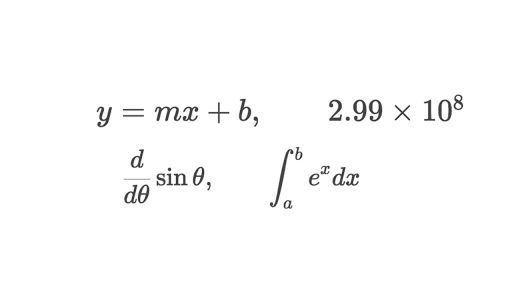 y = mx + b, 2.99 × 10⁸
d/dθ sin θ, ∫ₐᵇ eˣ dx